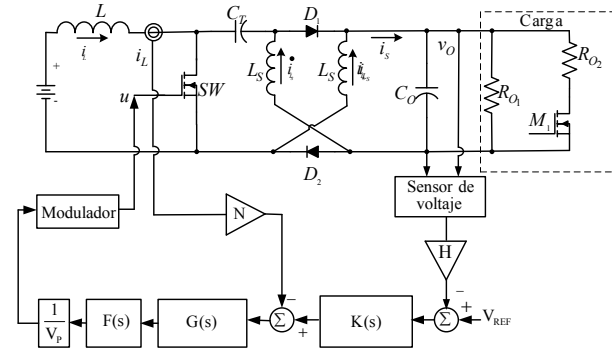 L
C_T
D_1
Carga
i_L
i_s
v_O
R_O2
L_S
L_S
u
SW
C_O
R_O1
M_1
+
-
D_2
Sensor de
voltaje
Modulador
N
H
−
−
1
V_P
F(s)
G(s)
Σ
+
K(s)
Σ
+
V_REF